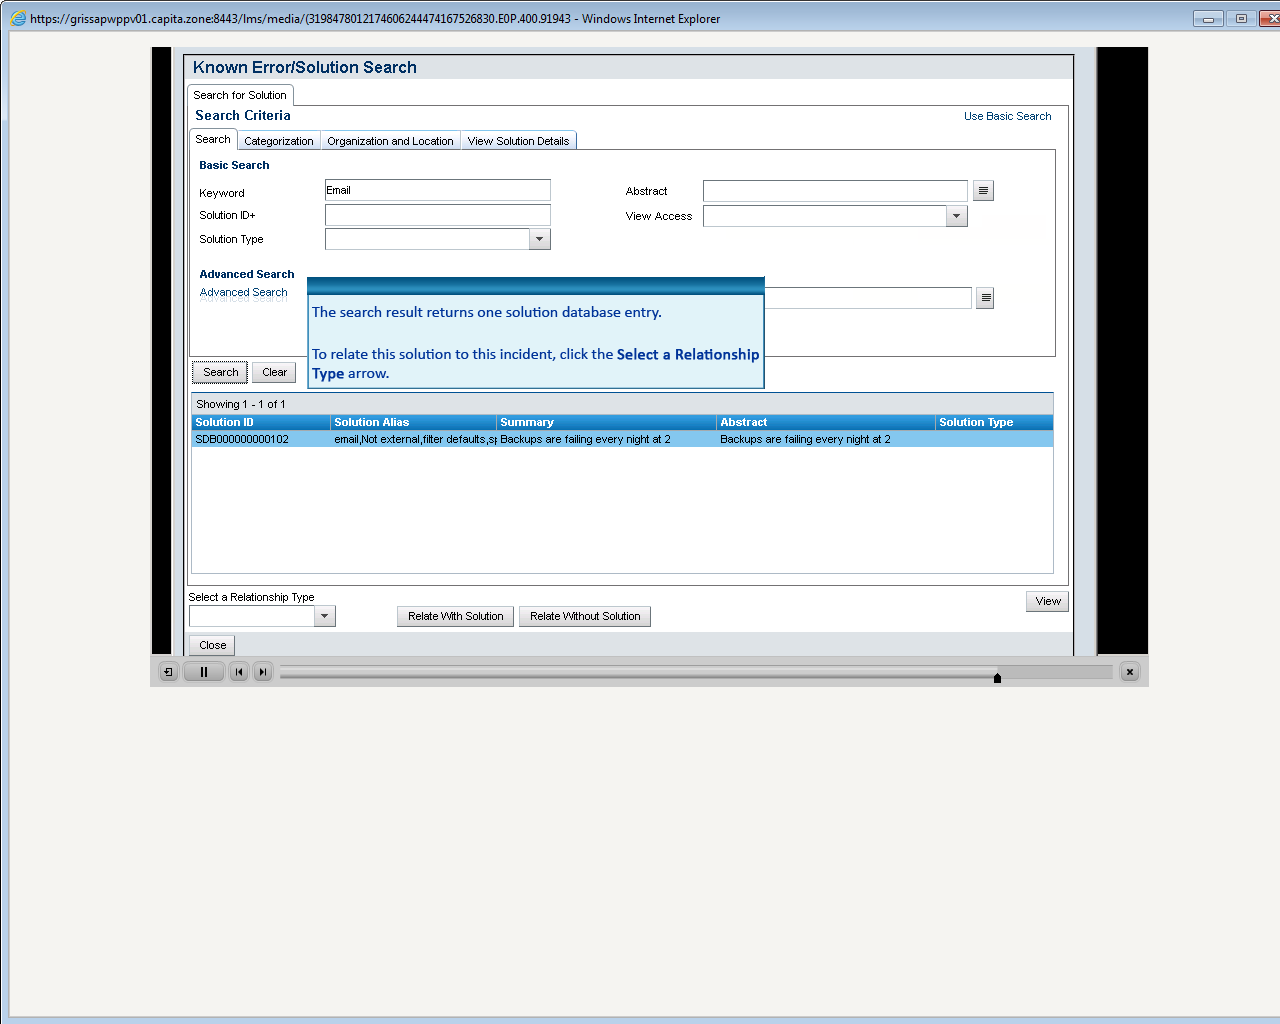 https://grissapwppv01.capita.zone:8443/lms/media/(3198478012174606244474167526830.E0P.400.91943 - Windows Internet Explorer
Known Error/Solution Search
Search for Solution
Search Criteria
Use Basic Search
Search
Categorization
Organization and Location
View Solution Details
Basic Search
Keyword
Email
Abstract
Solution ID+
View Access
Solution Type
Advanced Search
Advanced Search
The search result returns one solution database entry.
To relate this solution to this incident, click the Select a Relationship
Type arrow.
Search
Clear
Showing 1 - 1 of 1
Solution ID
Solution Alias
Summary
Abstract
Solution Type
SDB000000000102
email,Not external,filter defaults,sp
Backups are failing every night at 2
Backups are failing every night at 2
Select a Relationship Type
View
Relate With Solution
Relate Without Solution
Close